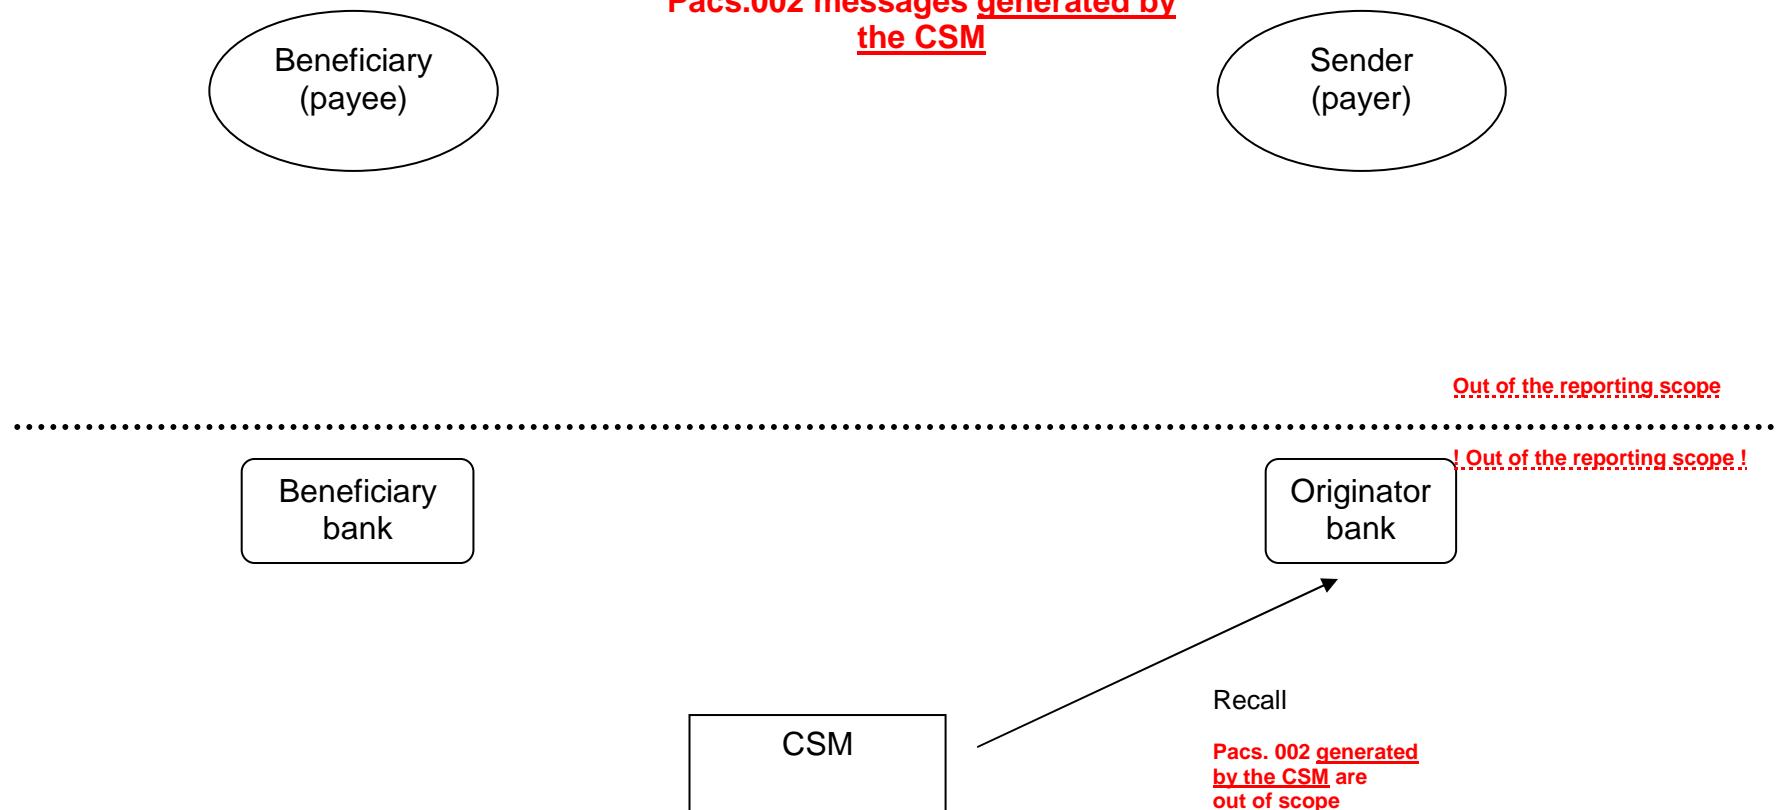 Pacs.002 messages generated by
the CSM
Beneficiary
(payee)
Sender
(payer)
Out of the reporting scope
! Out of the reporting scope !
Beneficiary
bank
Originator
bank
Recall
CSM
Pacs. 002 generated
by the CSM are
out of scope